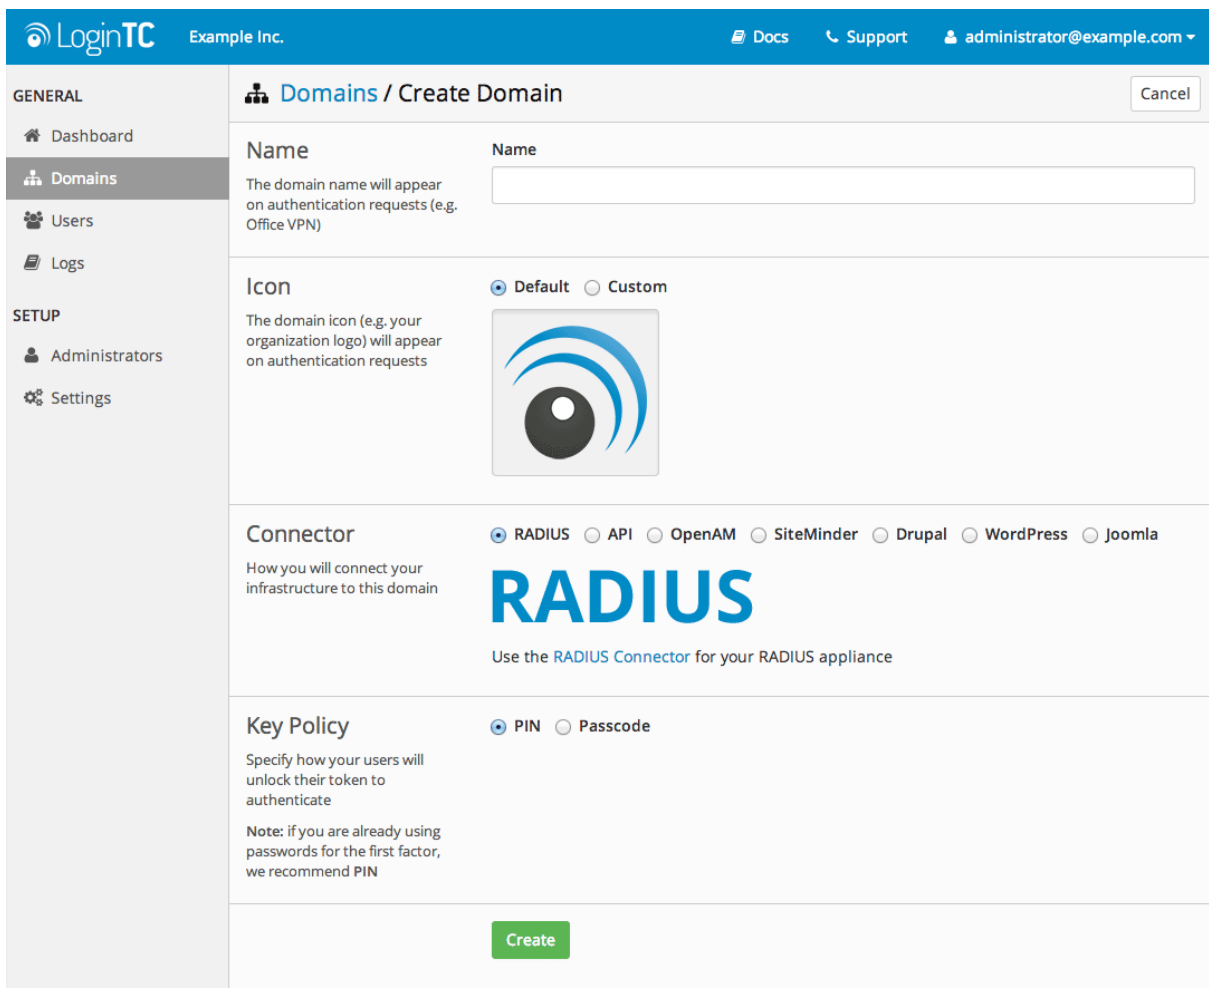 LoginTC
Example Inc.
Docs
Support
administrator@example.com
GENERAL
Dashboard
Domains
Users
Logs
SETUP
Administrators
Settings
Domains / Create Domain
Cancel
Name
The domain name will appear
on authentication requests (e.g.
Office VPN)
Name
Icon
The domain icon (e.g. your
organization logo) will appear
on authentication requests
Default Custom
Connector
How you will connect your
infrastructure to this domain
RADIUS API OpenAM SiteMinder Drupal WordPress Joomla
RADIUS
Use the RADIUS Connector for your RADIUS appliance
Key Policy
Specify how your users will
unlock their token to
authenticate
Note: if you are already using
passwords for the first factor,
we recommend PIN
PIN Passcode
Create